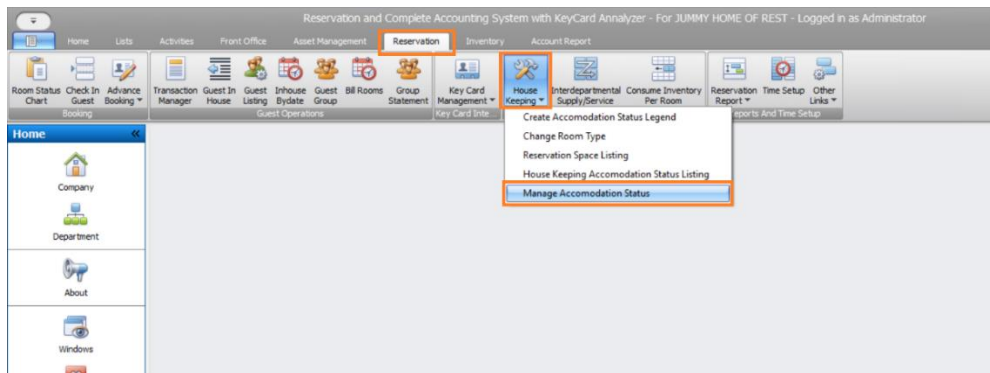 Reservation and Complete Accounting System with KeyCard Annalyzer - For JUMMY HOME OF REST - Logged in as Administrator
Home Lists Activities Front Office Asset Management Reservation Inventory Account Report
Room Status Chart
Check In Guest
Advance Booking
Transaction Manager
Guest In House
Guest Listing
Inhouse Bydate
Guest Group
Bill Rooms
Group Statement
Key Card Management
House Keeping
Interdepartmental Supply/Service
Consume Inventory Per Room
Reservation Report
Time Setup
Other Links
Booking
Guest Operations
Key Card Inte...
eports And Time Setup
Create Accomodation Status Legend
Change Room Type
Reservation Space Listing
House Keeping Accomodation Status Listing
Manage Accomodation Status
Home
Company
Department
About
Windows